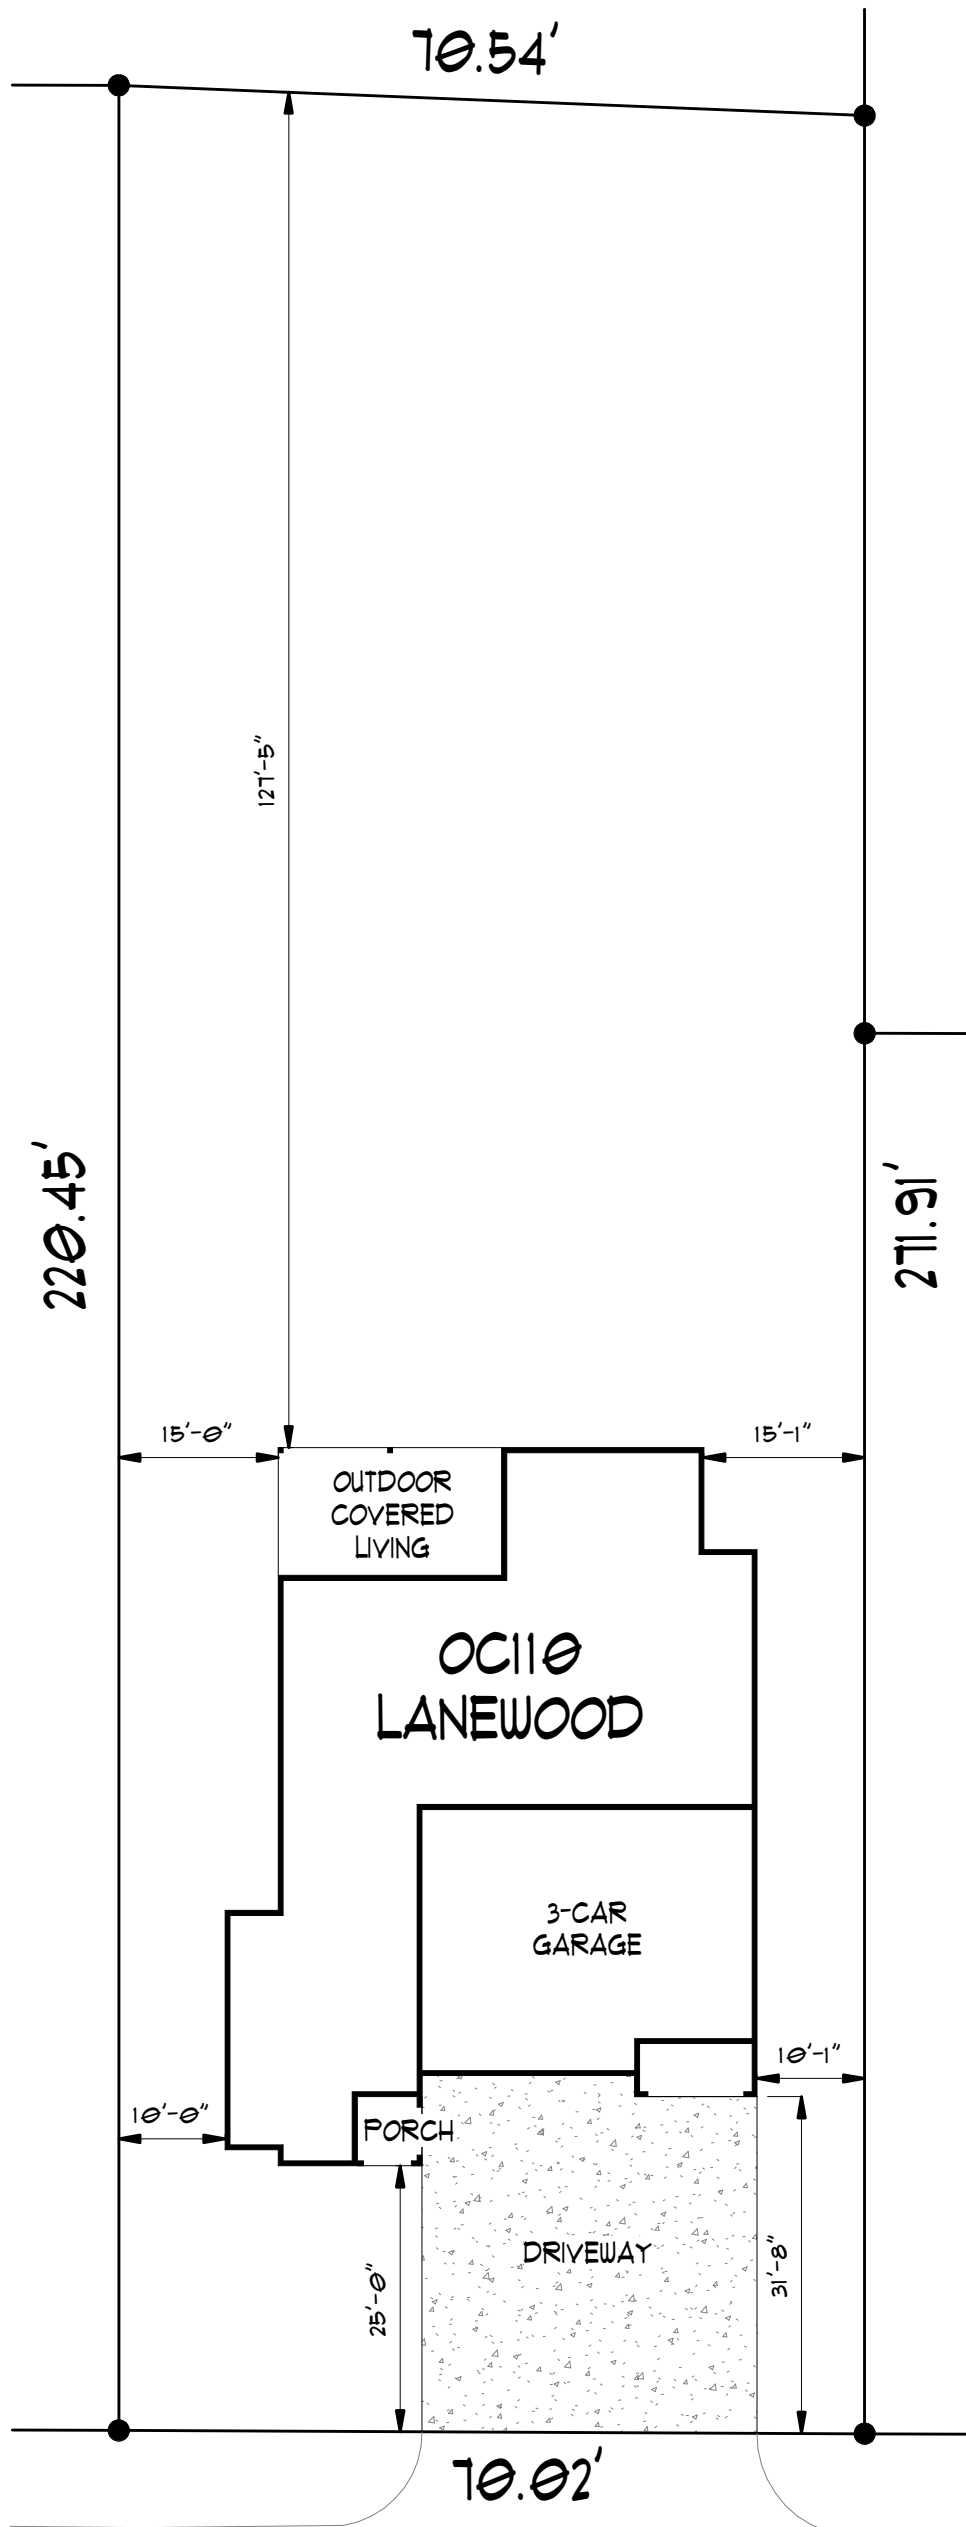 70.54'
127'-5"
220.45'
271.91'
15'-0"
15'-1"
OUTDOOR
COVERED
LIVING
OC110
LANEWOOD
3-CAR
GARAGE
10'-1"
10'-0"
PORCH
DRIVEWAY
31'-8"
25'-0"
70.02'